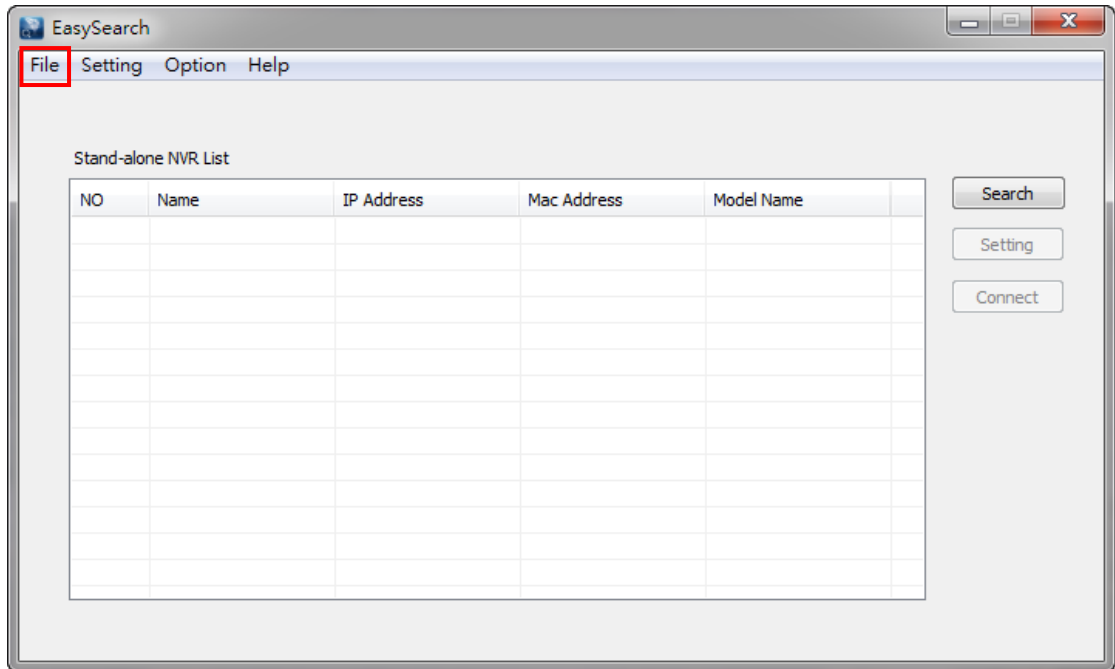 EasySearch
File Setting Option Help
Stand-alone NVR List
NO Name IP Address Mac Address Model Name
Search
Setting
Connect